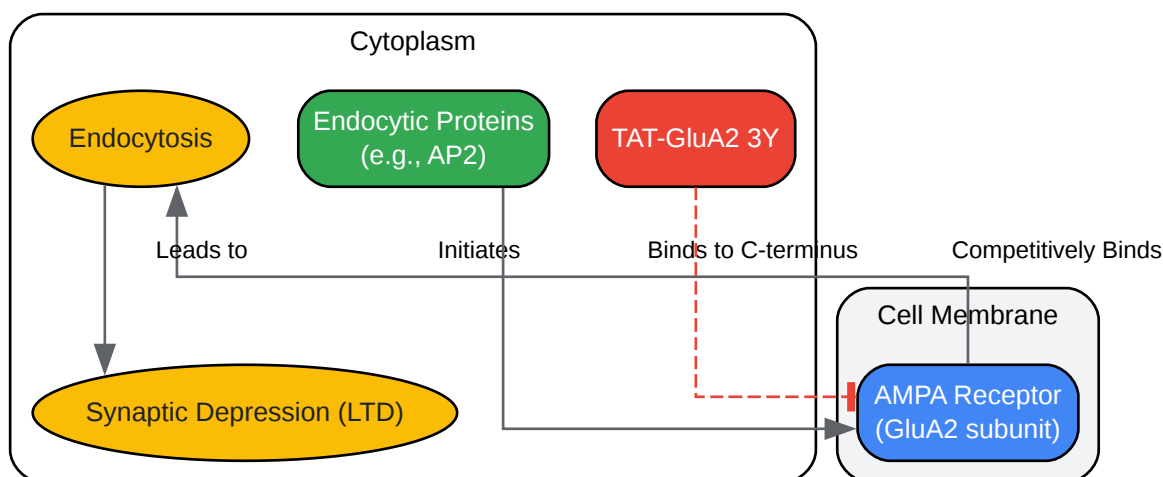 Cytoplasm
Endocytosis
Endocytic Proteins
(e.g., AP2)
TAT-GluA2 3Y
Leads to
Initiates
Binds to C-terminus
Competitively Binds
Cell Membrane
Synaptic Depression (LTD)
AMPA Receptor
(GluA2 subunit)